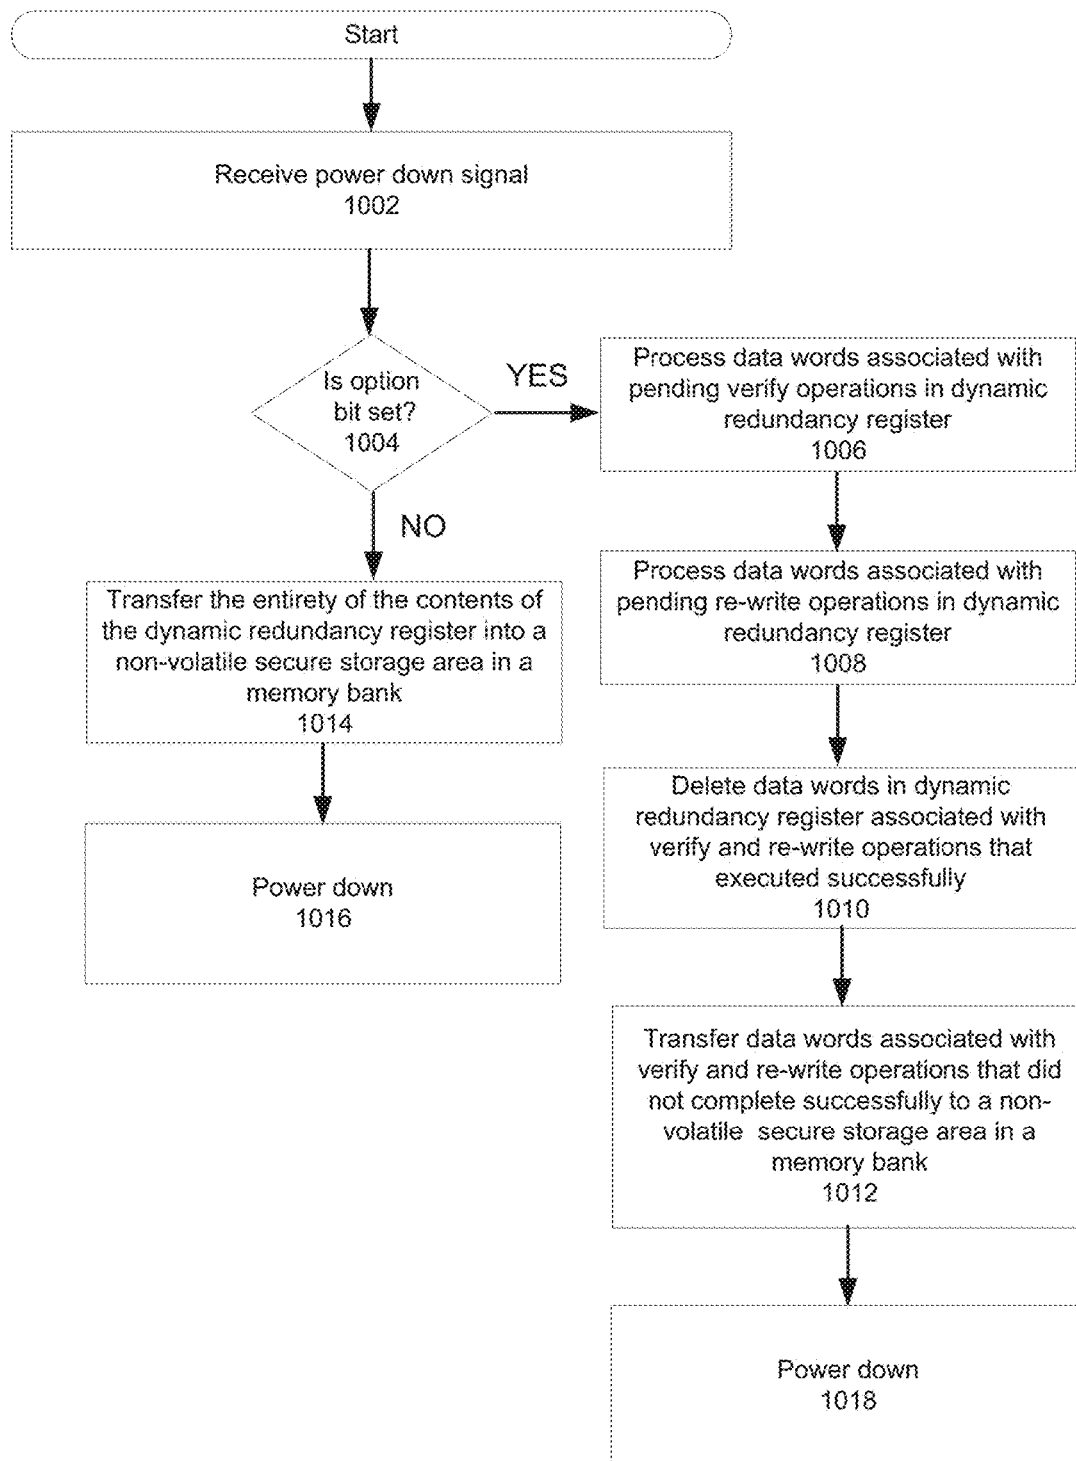 Start
Receive power down signal
1002
Is option
bit set?
1004
YES
NO
Process data words associated with
pending verify operations in dynamic
redundancy register
1006
Process data words associated with
pending re-write operations in dynamic
redundancy register
1008
Delete data words in dynamic
redundancy register associated with
verify and re-write operations that
executed successfully
1010
Transfer data words associated with
verify and re-write operations that did
not complete successfully to a non-
volatile secure storage area in a
memory bank
1012
Power down
1018
Transfer the entirety of the contents of
the dynamic redundancy register into a
non-volatile secure storage area in a
memory bank
1014
Power down
1016